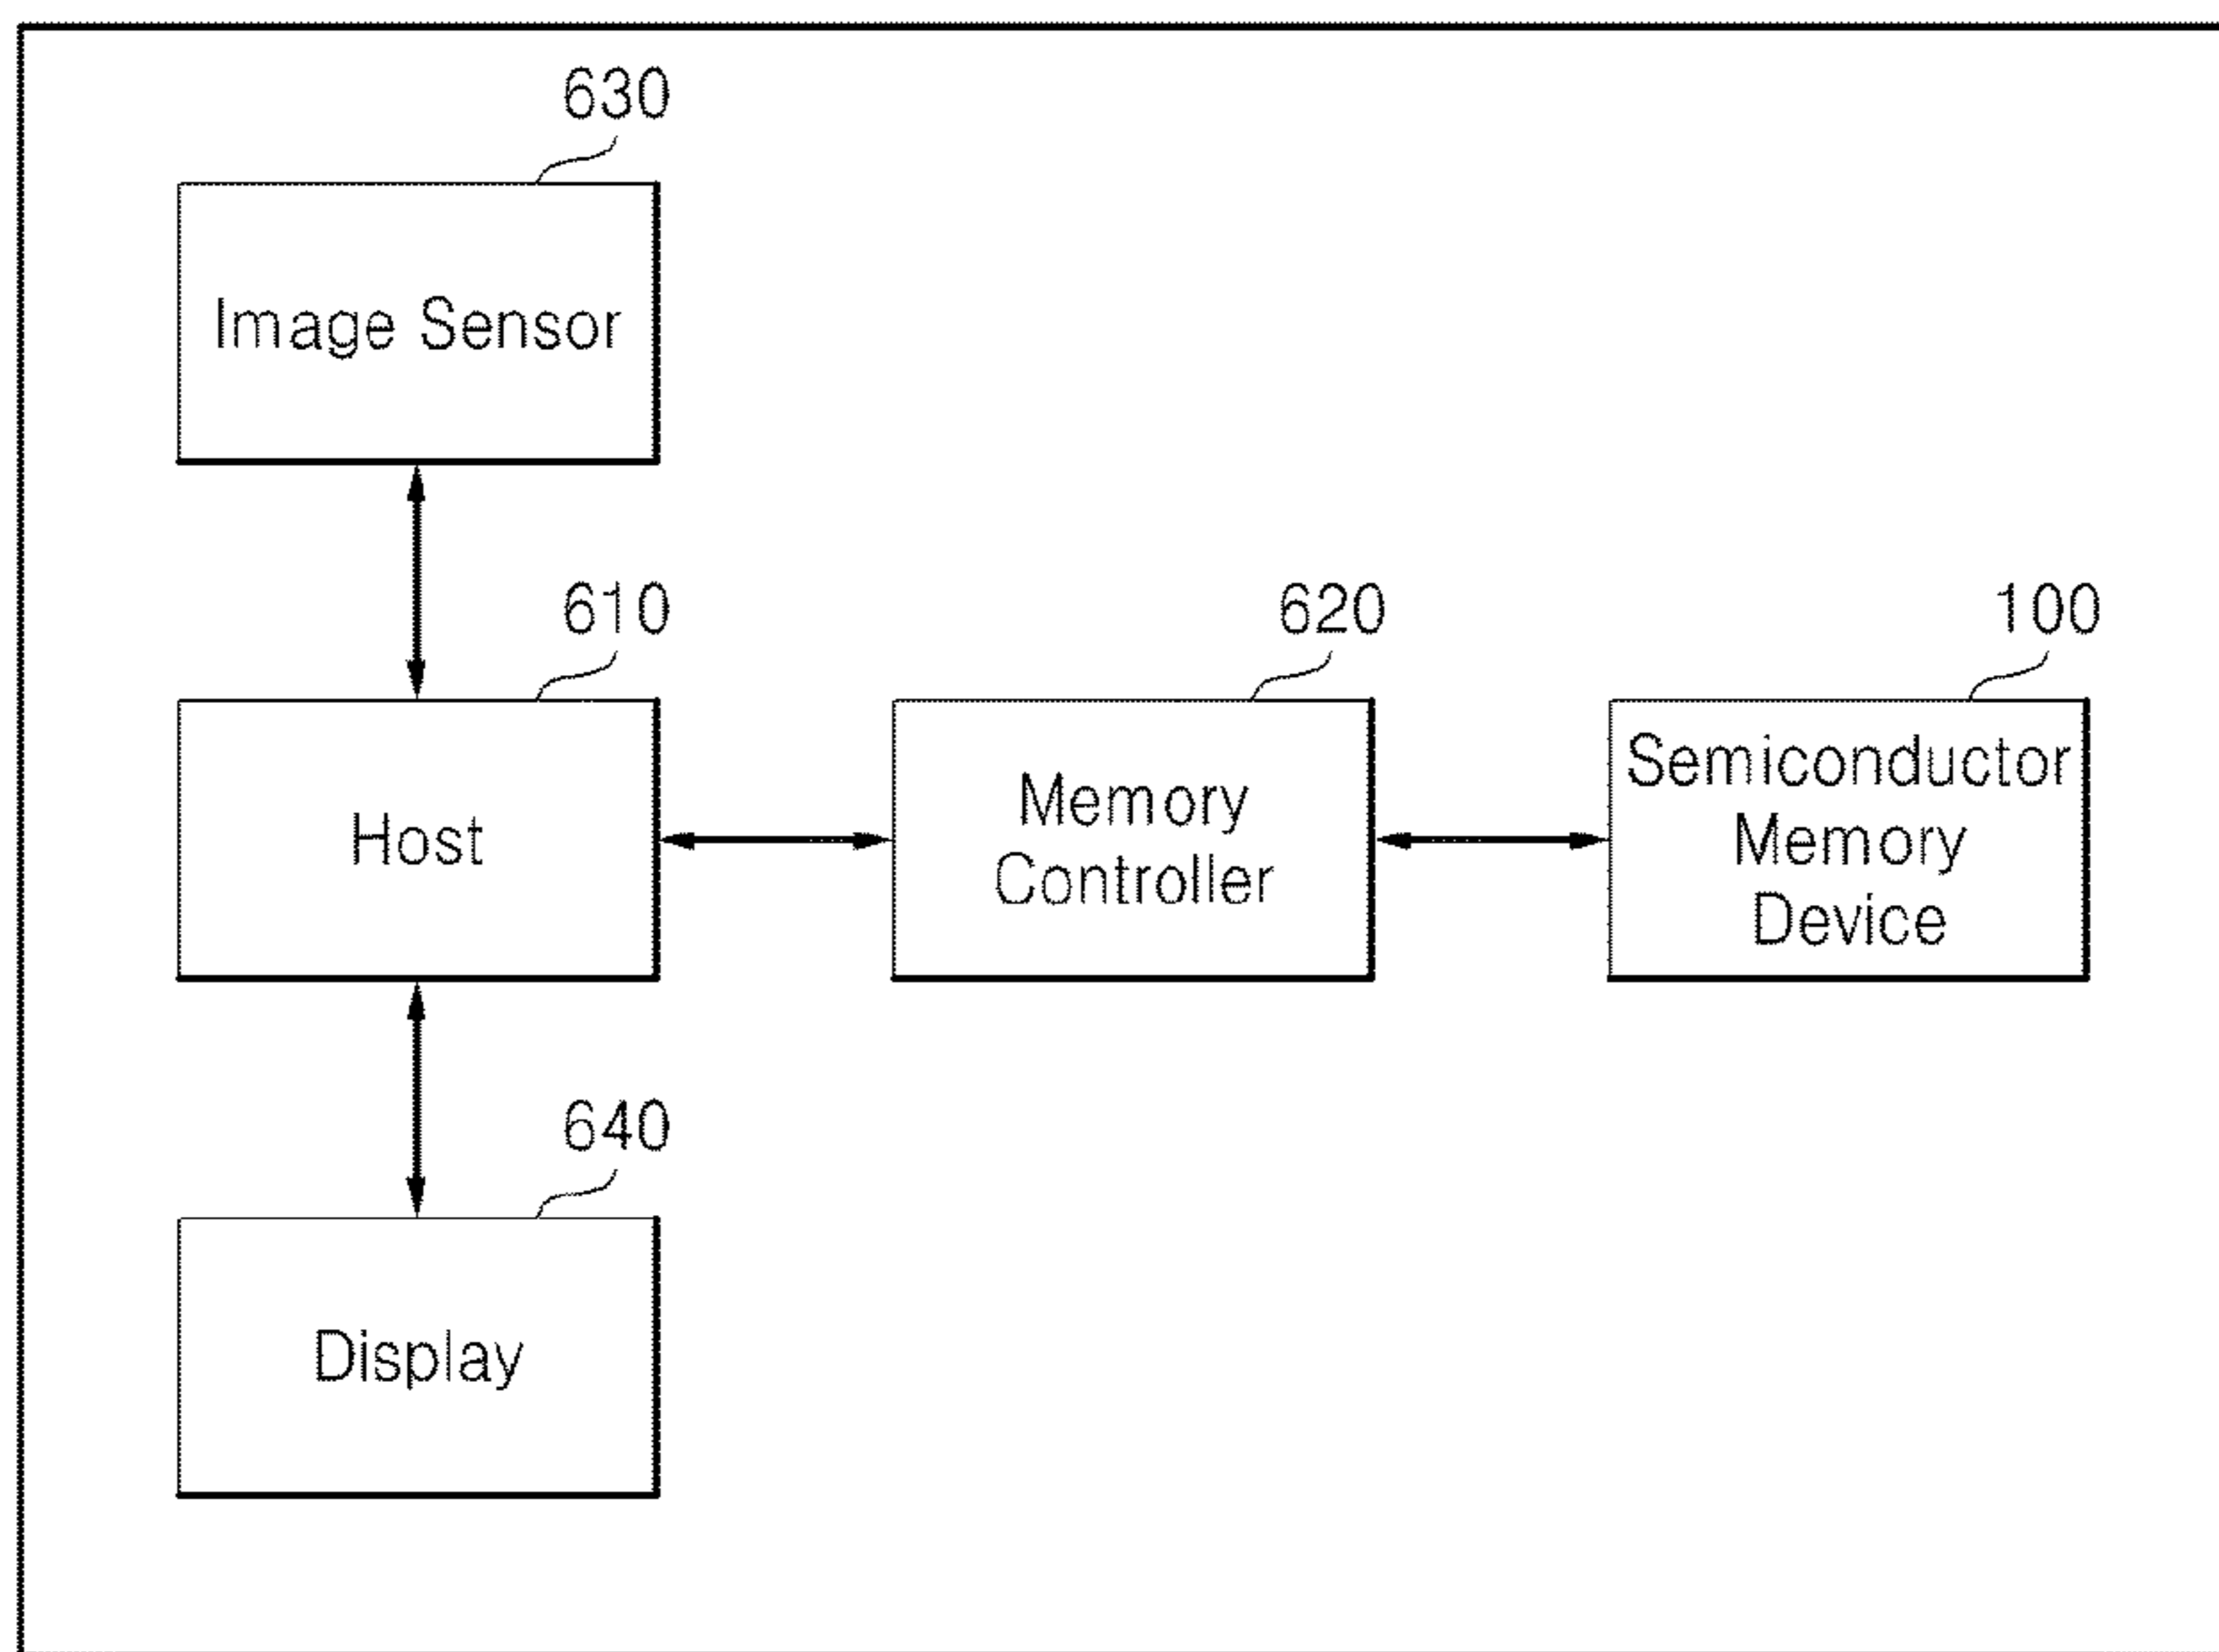 630
Image Sensor
610
Host
620
Memory
Controller
100
Semiconductor
Memory
Device
640
Display